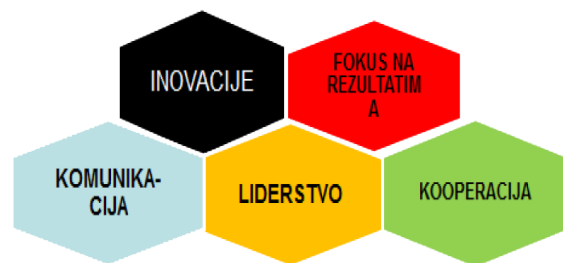 INOVACIJE
FOKUS NA
REZULTATIM
A
KOMUNIKA-
CIJA
LIDERSTVO
KOOPERACIJA